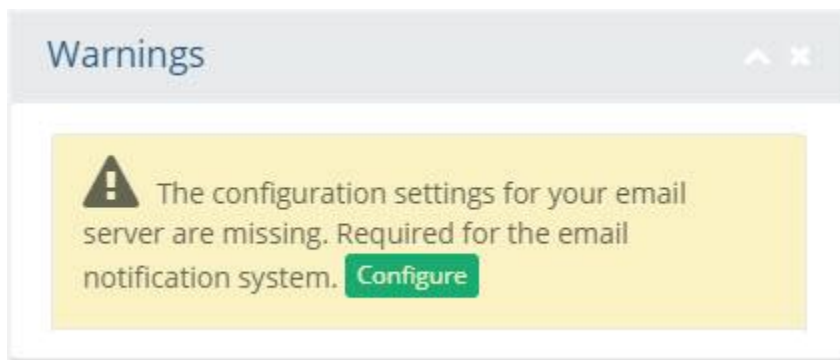 Warnings
The configuration settings for your email
server are missing. Required for the email
notification system. Configure